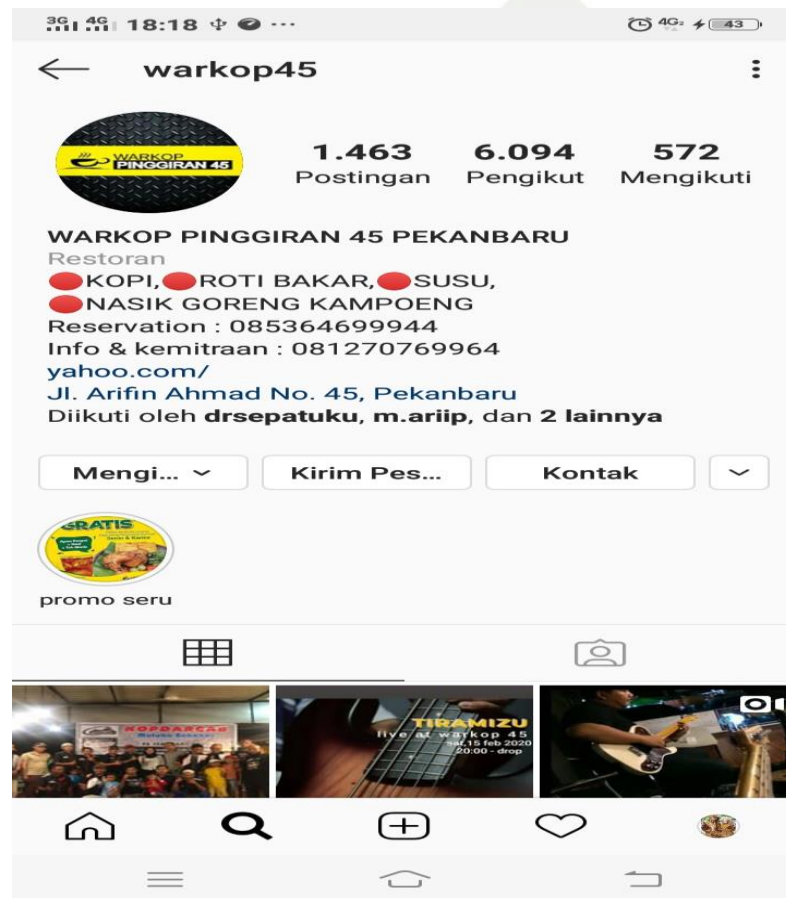 3G 4G 18:18 ... 4G 43
warkop45
WARKOP
PINGGIRAN 45
1.463 6.094 572
Postingan Pengikut Mengikuti
WARKOP PINGGIRAN 45 PEKANBARU
Restoran
🔴KOPI,🔴ROTI BAKAR,🔴SUSU,
🔴NASIK GORENG KAMPOENG
Reservation : 085364699944
Info & kemitraan : 081270769964
yahoo.com/
Jl. Arifin Ahmad No. 45, Pekanbaru
Diikuti oleh drsepatuku, m.ariip, dan 2 lainnya
Mengi... Kirim Pes... Kontak
GRATIS
promo seru
KOPDARCAB
TIRAMIZU
live at warkop 45
sat,15 feb 2020
20:00 - drop